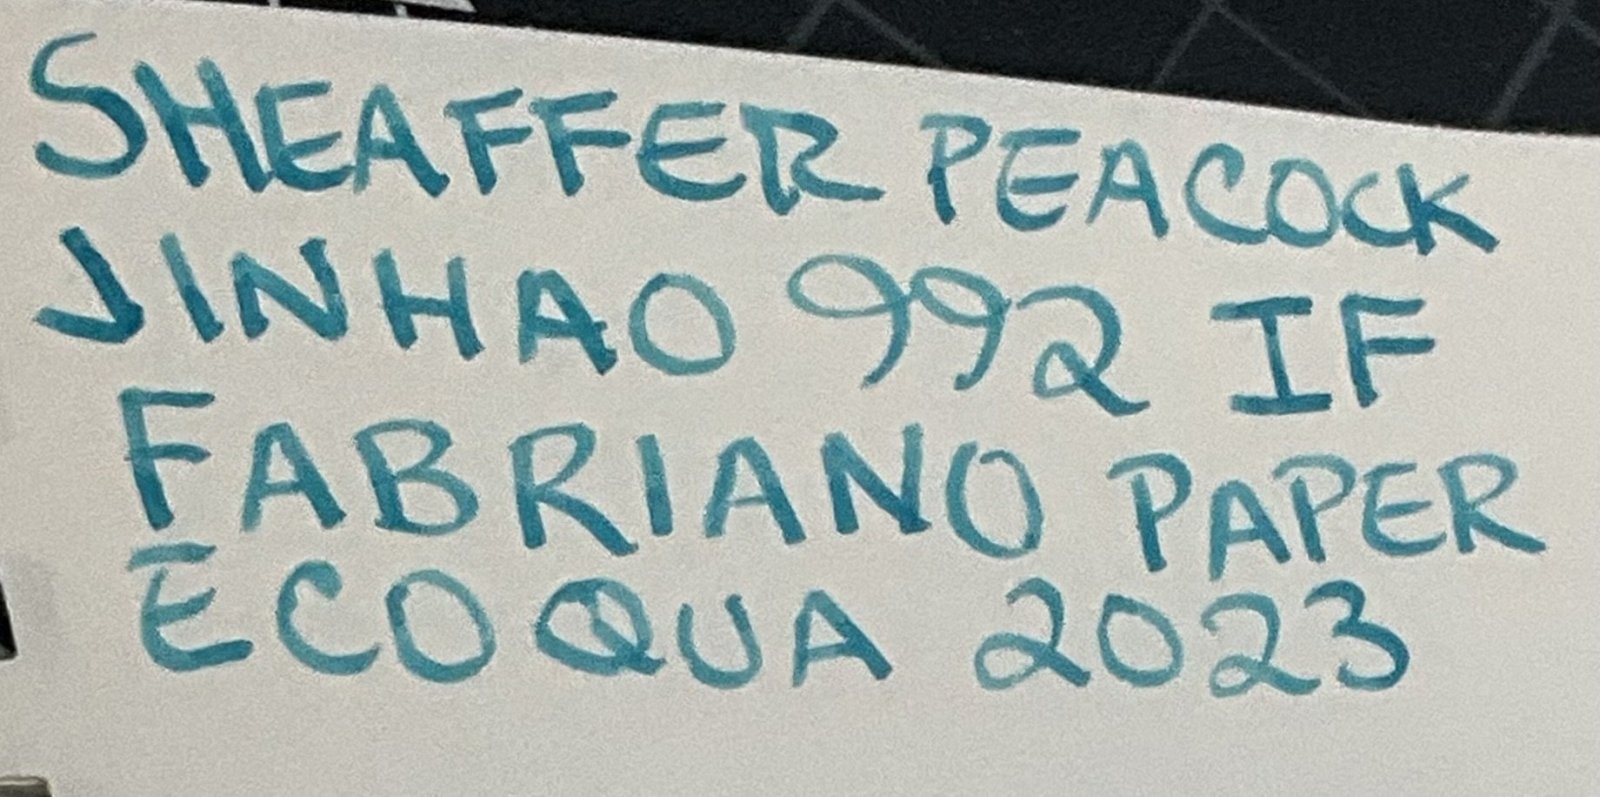 SHEAFFER PEACOCK
JINHAO 992 IF
FABRIANO PAPER
ECOQUA 2023